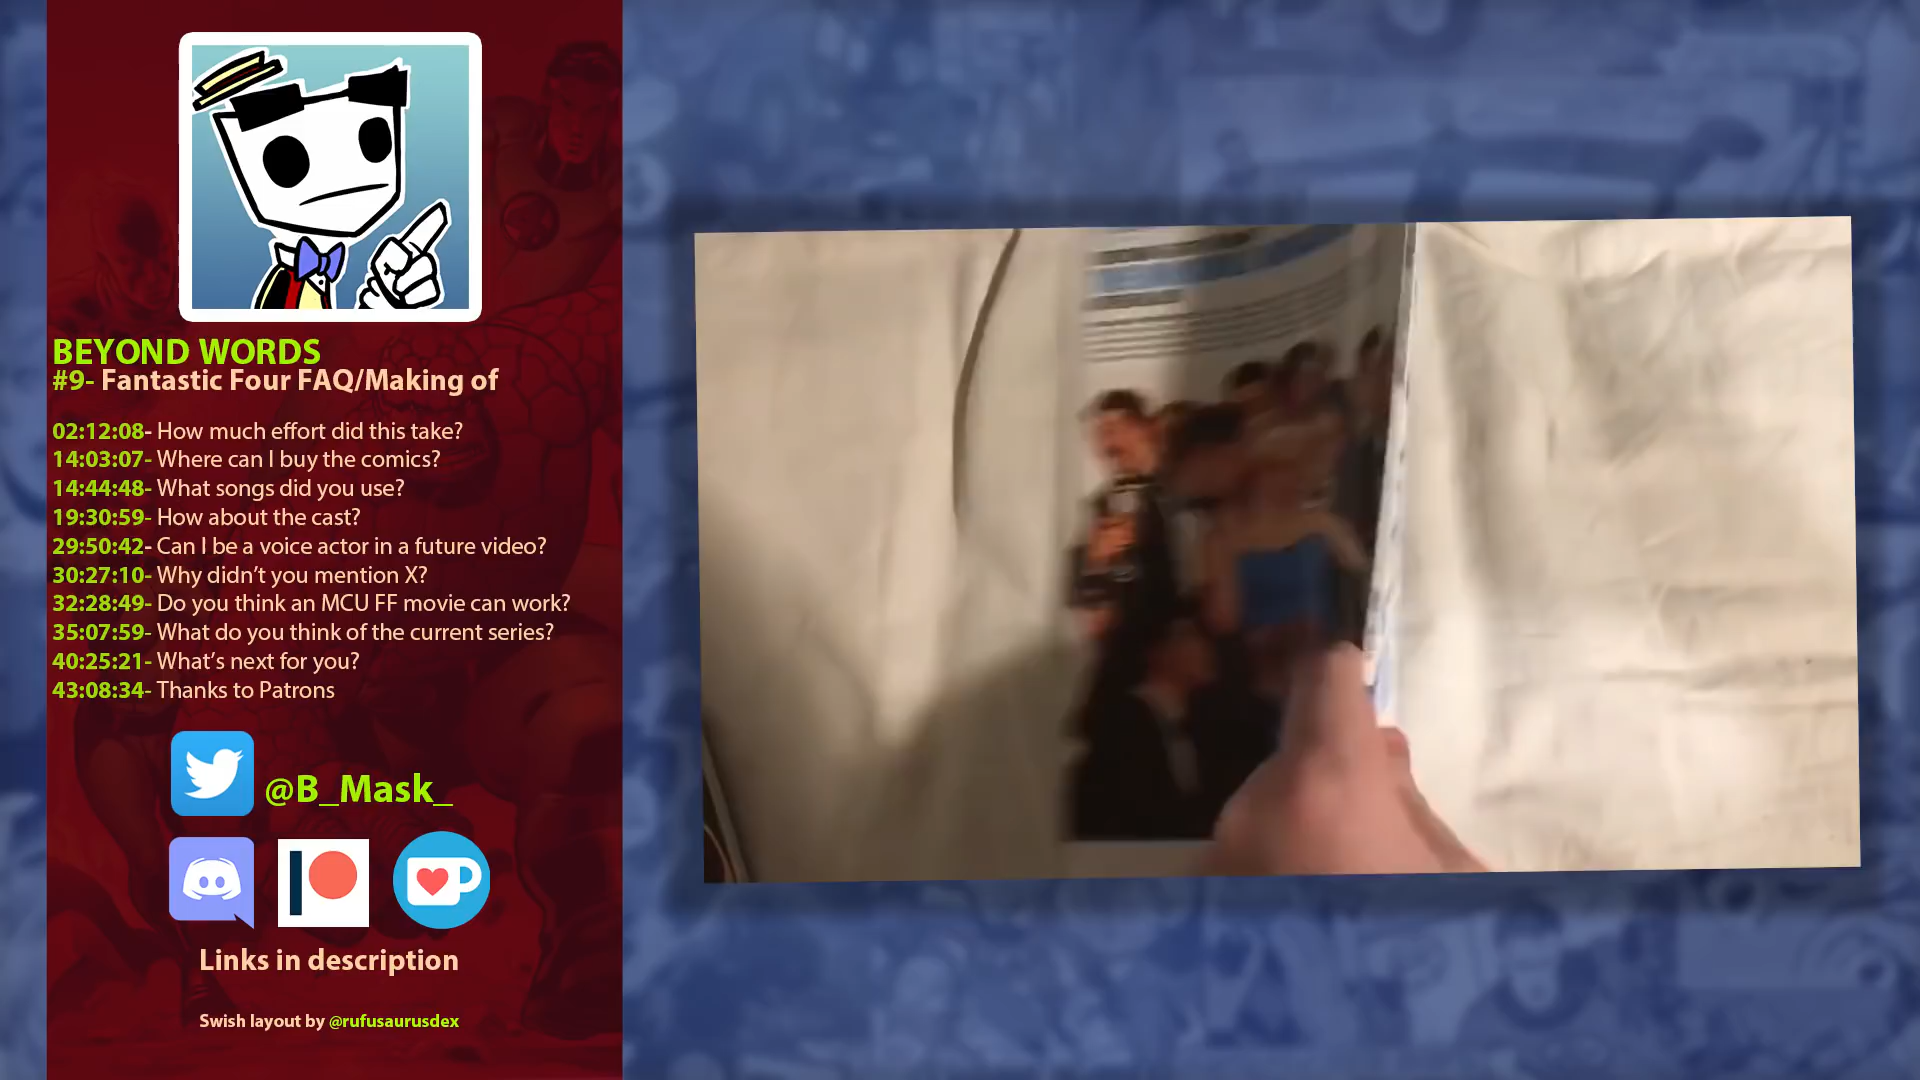 BEYOND WORDS
#9- Fantastic Four FAQ/Making of
02:12:08- How much effort did this take?
14:03:07- Where can I buy the comics?
14:44:48- What songs did you use?
19:30:59- How about the cast?
29:50:42- Can I be a voice actor in a future video?
30:27:10- Why didn't you mention X?
32:28:49- Do you think an MCU FF movie can work?
35:07:59- What do you think of the current series?
40:25:21- What's next for you?
43:08:34- Thanks to Patrons
@B_Mask_
Links in description
Swish layout by @rufusaurusdex